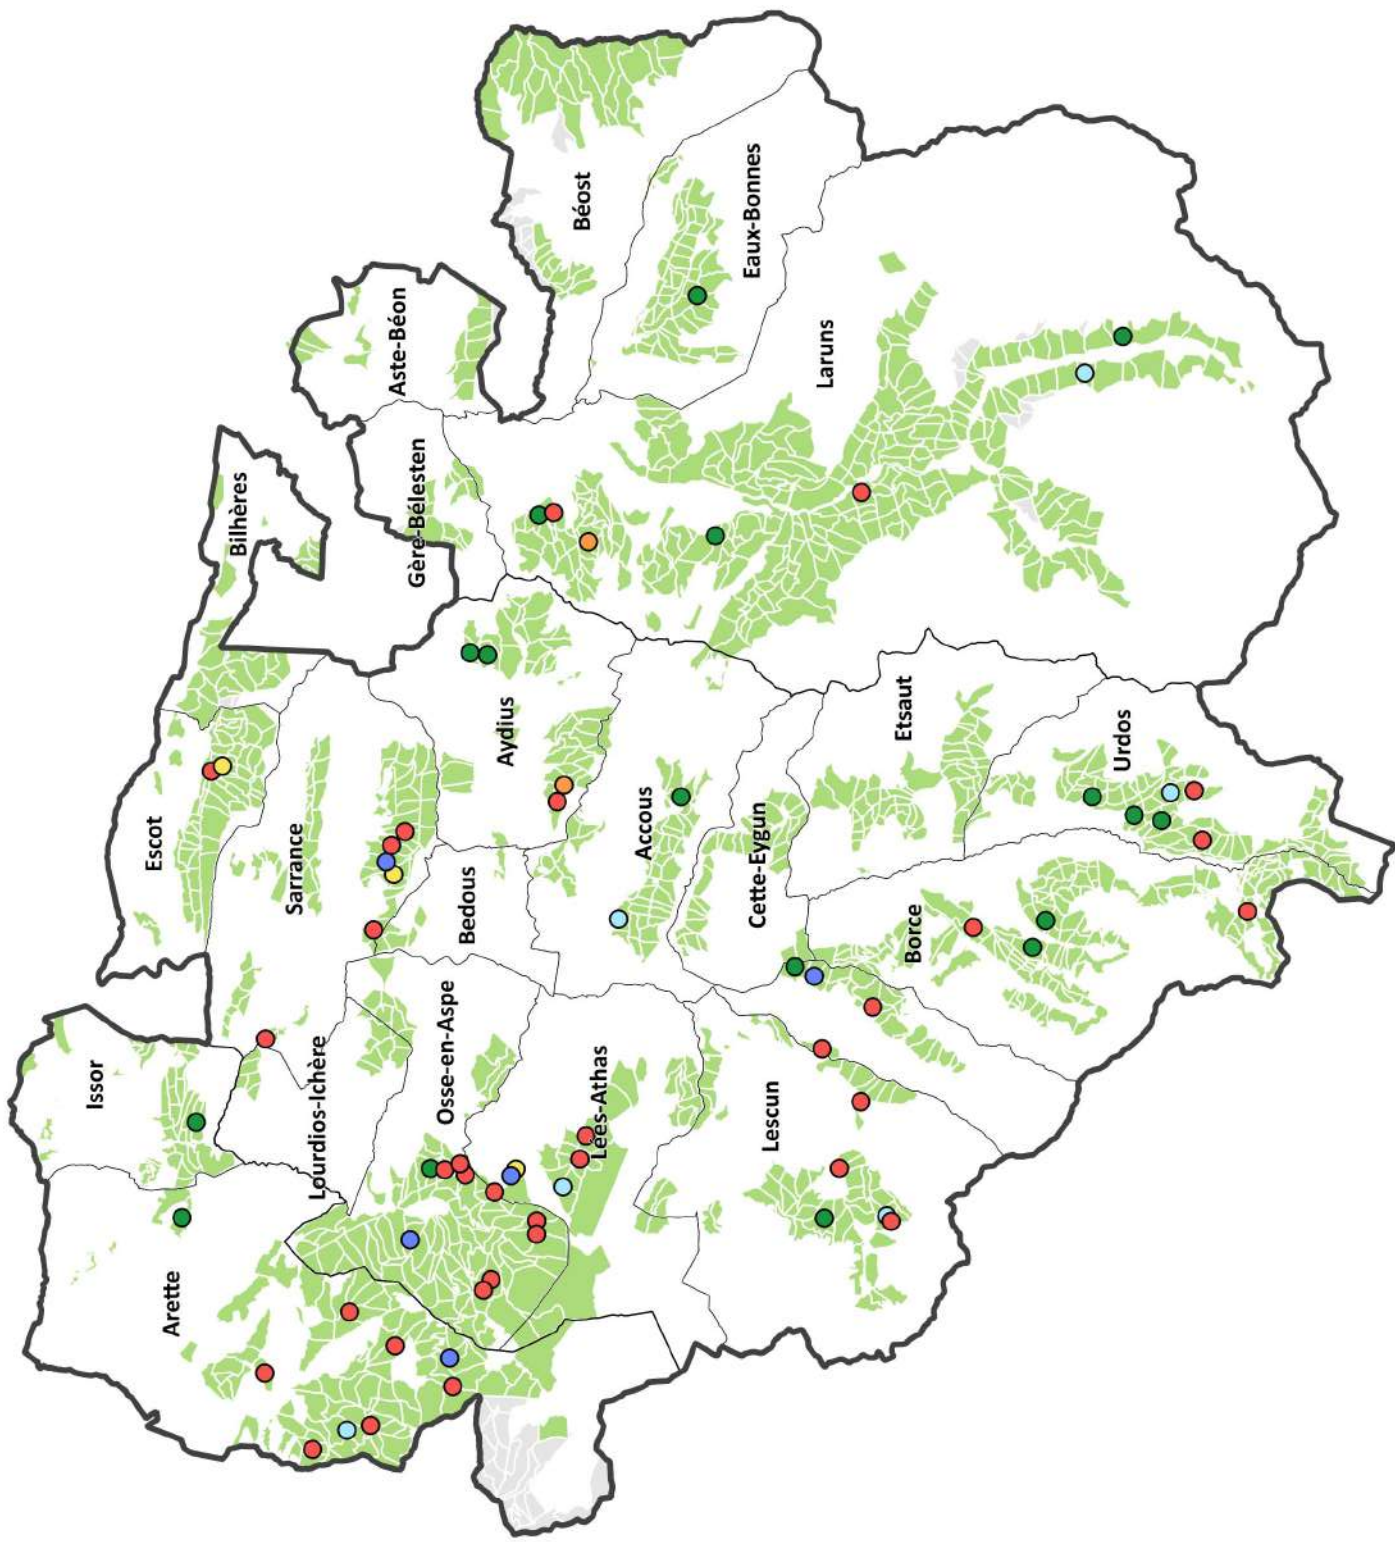 Issor
Arette
Lourdios-Ichère
Osse-en-Aspe
Lées-Athas
Lescun
Escot
Sarrance
Bedous
Aydius
Accous
Cette-Eygun
Borce
Etsaut
Urdos
Bilhères
Gère-Bélesten
Aste-Béon
Béost
Eaux-Bonnes
Laruns